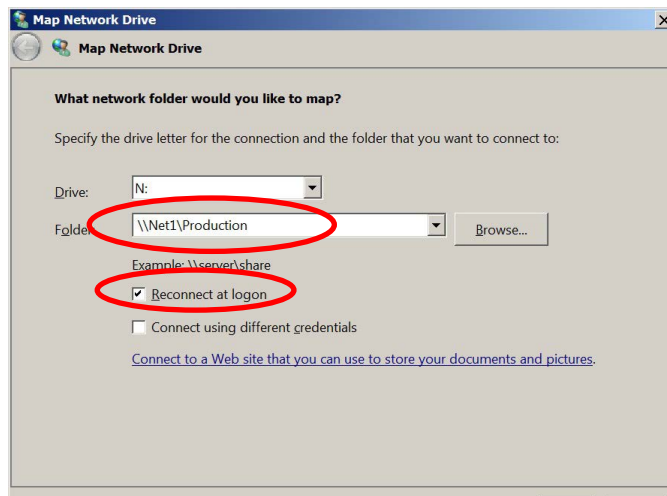 Map Network Drive
Map Network Drive
What network folder would you like to map?
Specify the drive letter for the connection and the folder that you want to connect to:
Drive: N:
Folder: \\Net1\Production Browse...
Example: \\server\share
Reconnect at logon
Connect using different credentials
Connect to a Web site that you can use to store your documents and pictures.